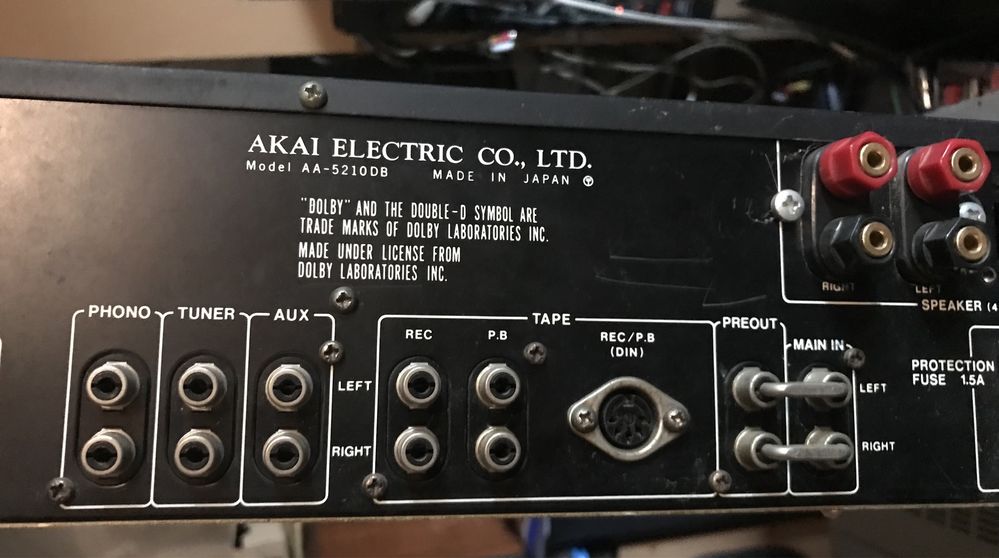 AKAI ELECTRIC CO., LTD.
Model AA-5210DB MADE IN JAPAN
"DOLBY" AND THE DOUBLE-D SYMBOL ARE
TRADE MARKS OF DOLBY LABORATORIES INC.
MADE UNDER LICENSE FROM
DOLBY LABORATORIES INC.
RIGHT LEFT
SPEAKER (4
PHONO TUNER AUX
TAPE
PREOUT
MAIN IN
REC P.B
REC/P.B
(DIN)
PROTECTION
FUSE 1.5A
LEFT
LEFT
RIGHT
RIGHT